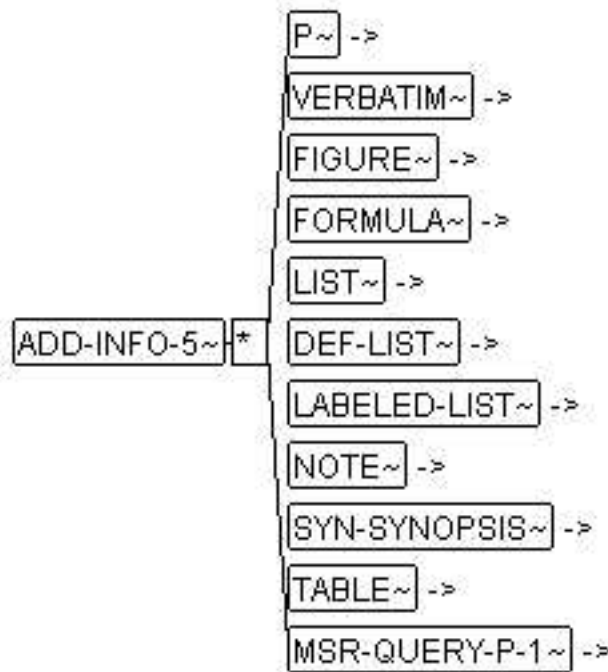 P~ ->
VERBATIM~ ->
FIGURE~ ->
FORMULA~ ->
LIST~ ->
ADD-INFO-5~ * DEF-LIST~ ->
LABELED-LIST~ ->
NOTE~ ->
SYN-SYNOPSIS~ ->
TABLE~ ->
MSR-QUERY-P-1~ ->